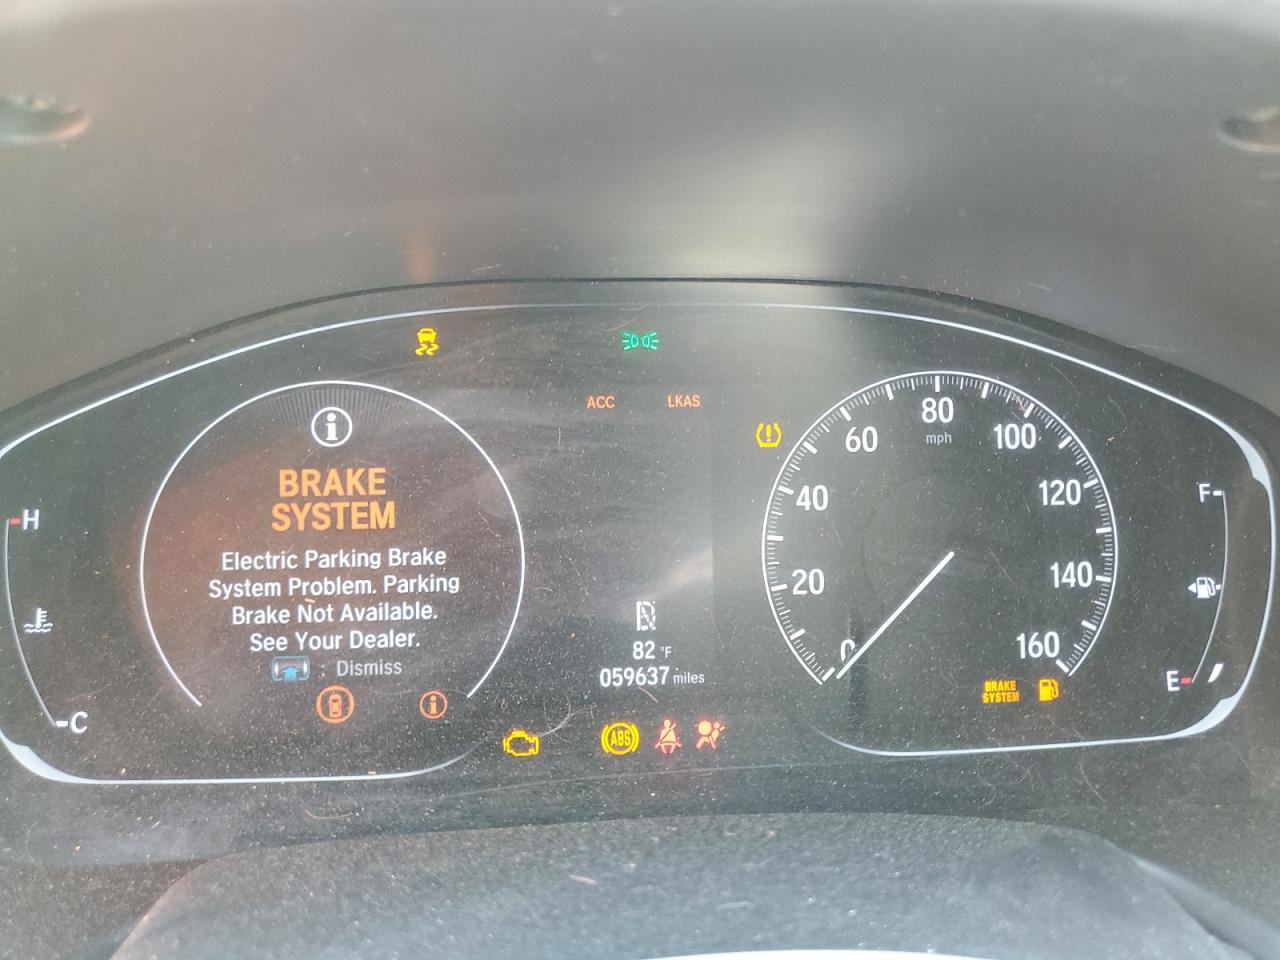 ACC LKAS
BRAKE
SYSTEM
Electric Parking Brake
System Problem. Parking
Brake Not Available.
See Your Dealer.
: Dismiss
H
C
82 °F
059637 miles
ABS
0
20
40
60
80
100
120
140
160
mph
BRAKE
SYSTEM
F
E